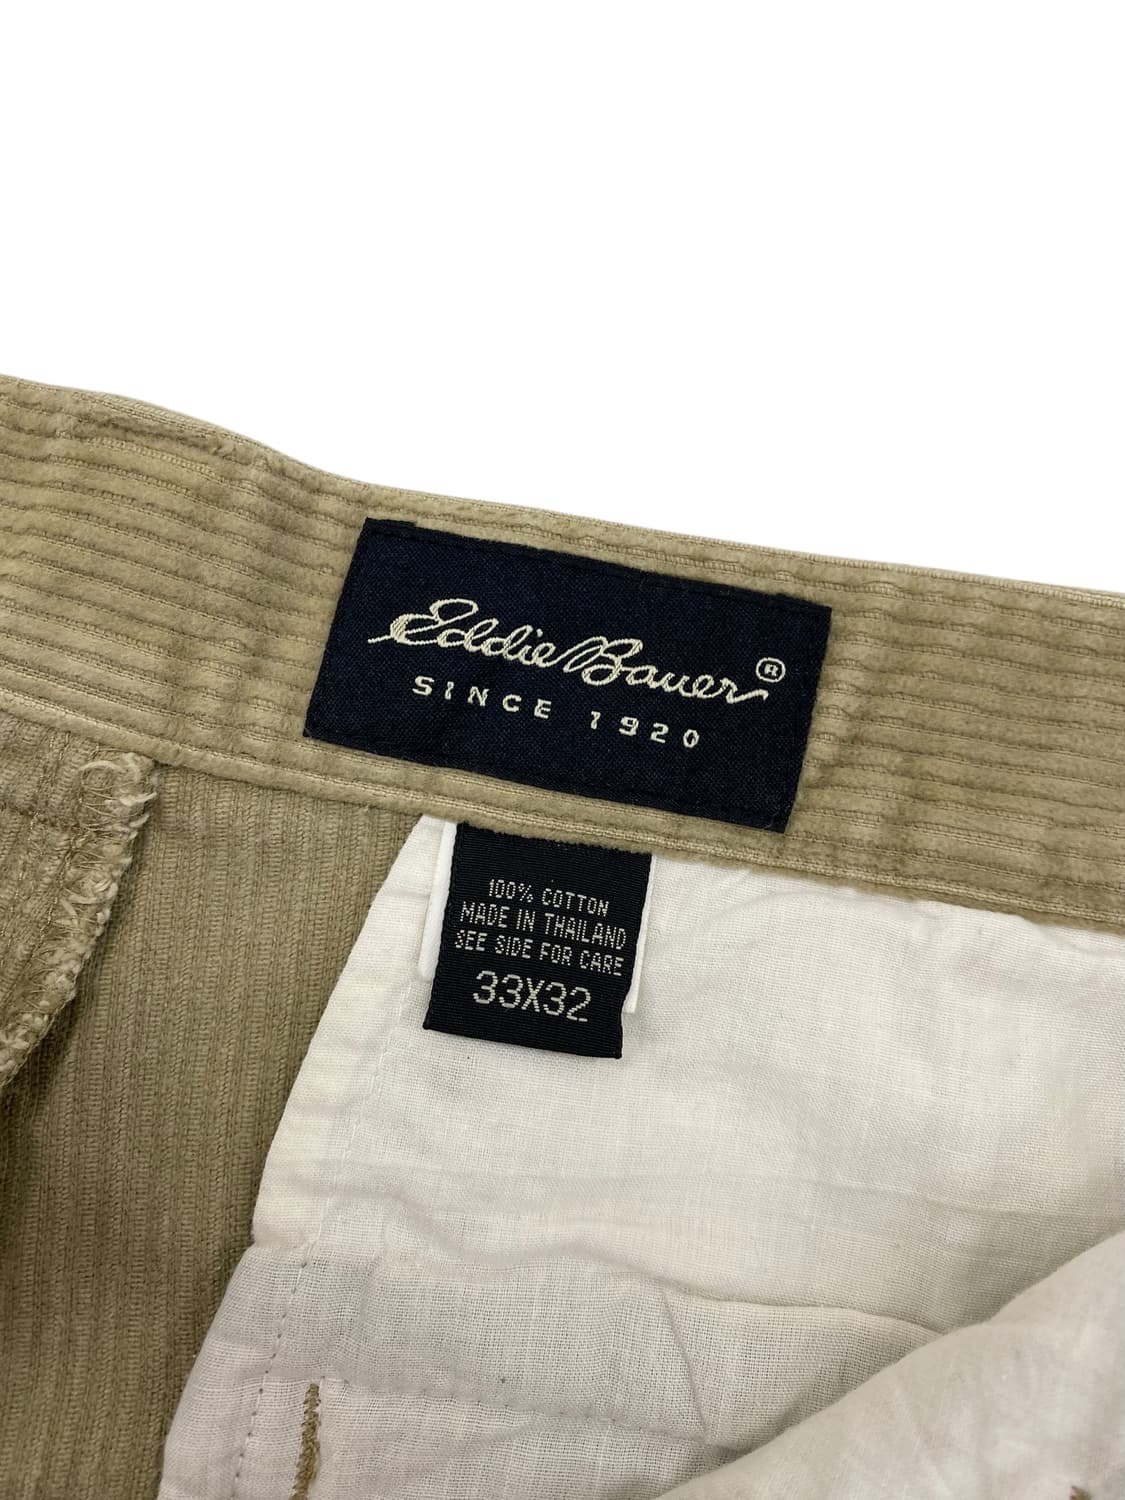 Eddie Bauer®
SINCE 1920
100% COTTON
MADE IN THAILAND
SEE SIDE FOR CARE
33X32